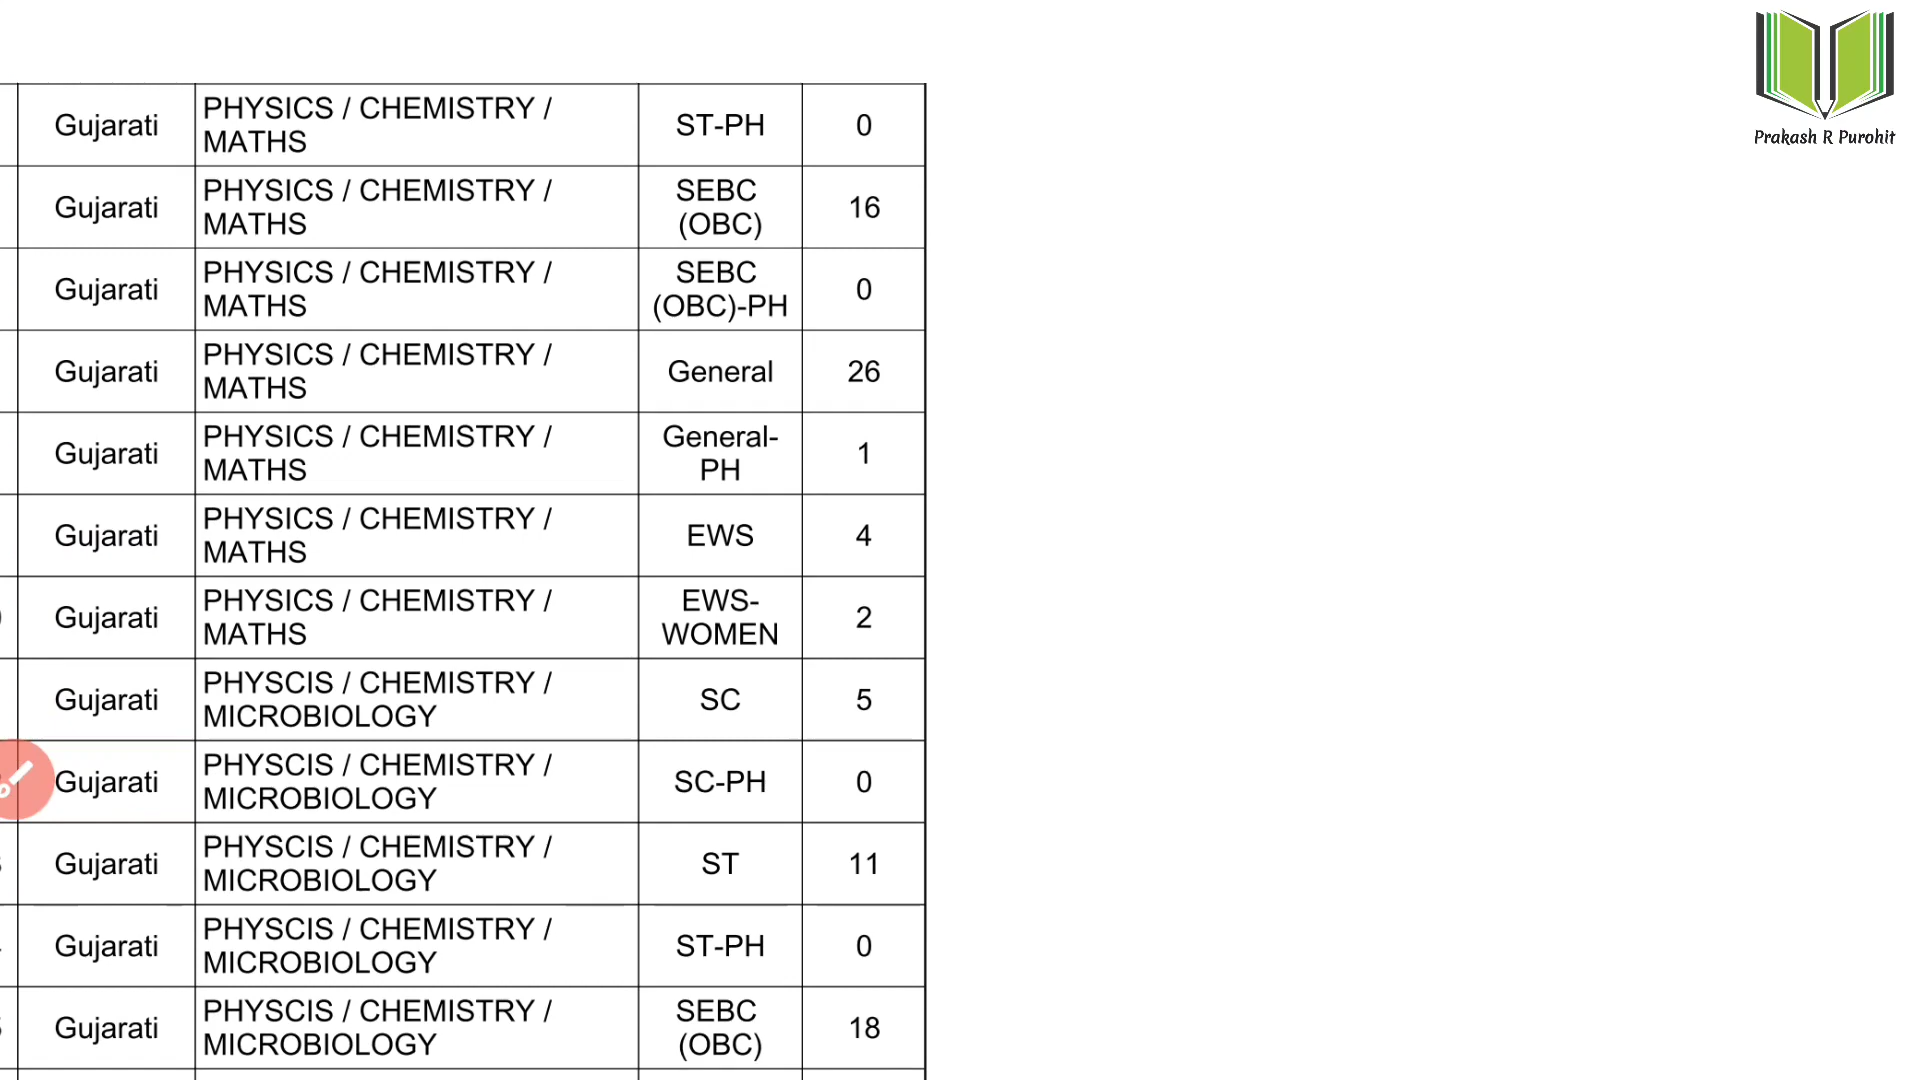 Prakash R Purohit
Gujarati PHYSICS / CHEMISTRY / MATHS ST-PH 0
Gujarati PHYSICS / CHEMISTRY / MATHS SEBC (OBC) 16
Gujarati PHYSICS / CHEMISTRY / MATHS SEBC (OBC)-PH 0
Gujarati PHYSICS / CHEMISTRY / MATHS General 26
Gujarati PHYSICS / CHEMISTRY / MATHS General-PH 1
Gujarati PHYSICS / CHEMISTRY / MATHS EWS 4
Gujarati PHYSICS / CHEMISTRY / MATHS EWS-WOMEN 2
Gujarati PHYSCIS / CHEMISTRY / MICROBIOLOGY SC 5
Gujarati PHYSCIS / CHEMISTRY / MICROBIOLOGY SC-PH 0
Gujarati PHYSCIS / CHEMISTRY / MICROBIOLOGY ST 11
Gujarati PHYSCIS / CHEMISTRY / MICROBIOLOGY ST-PH 0
Gujarati PHYSCIS / CHEMISTRY / MICROBIOLOGY SEBC (OBC) 18